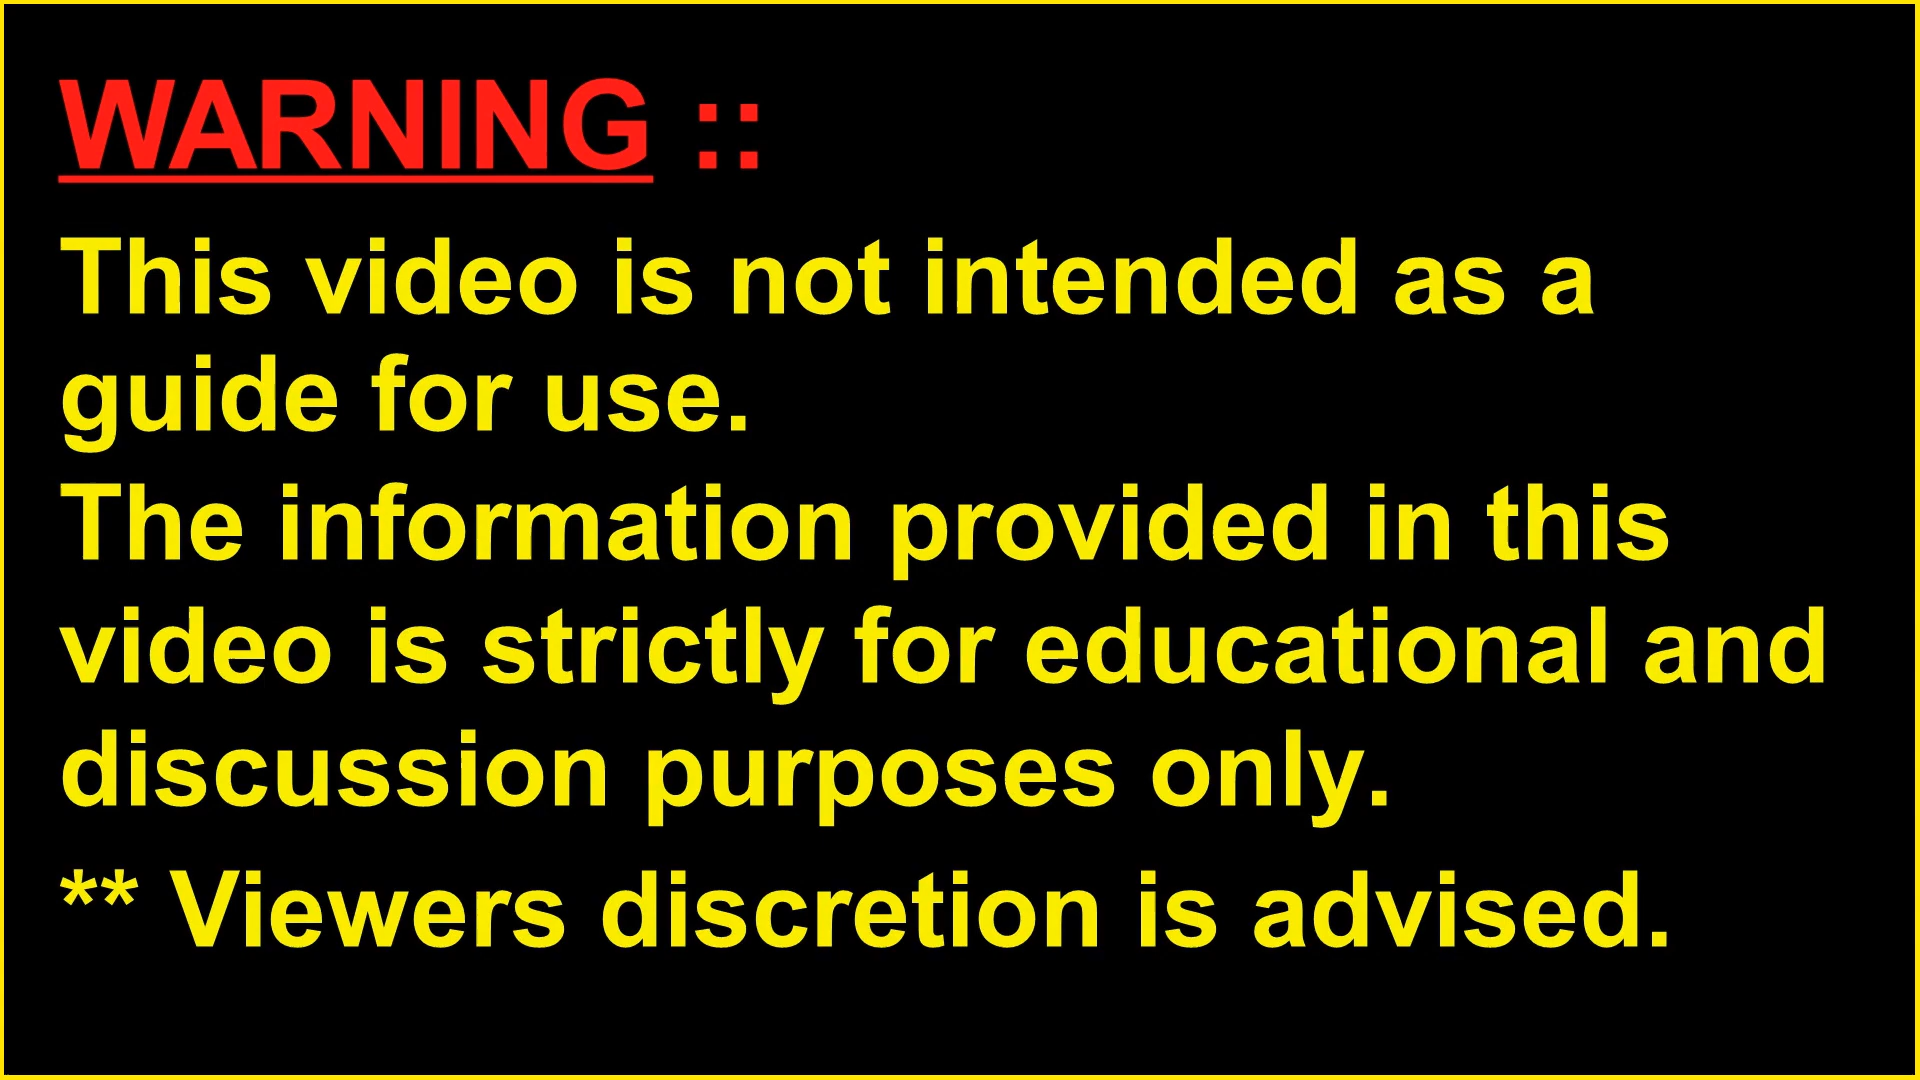 WARNING ::
This video is not intended as a
guide for use.
The information provided in this
video is strictly for educational and
discussion purposes only.
** Viewers discretion is advised.